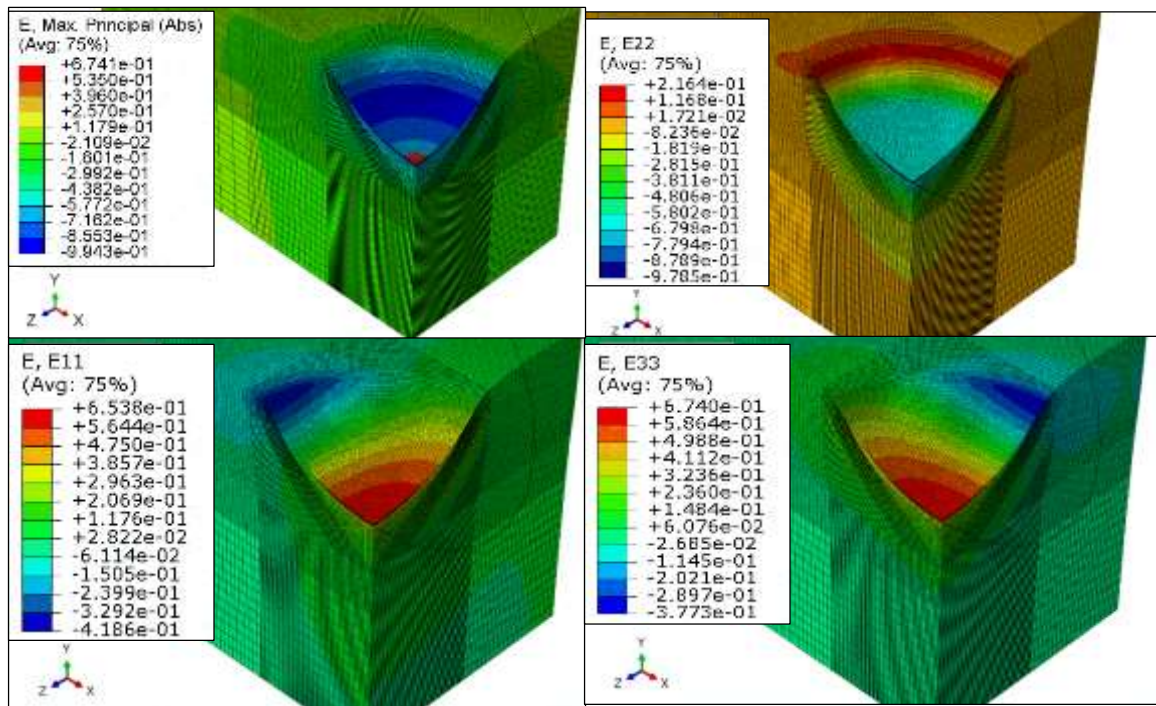 E, Max. Principal (Abs)
(Avg: 75%)
+6.741e-01
+5.350e-01
+3.960e-01
+2.570e-01
+1.179e-01
-2.109e-02
-1.601e-01
-2.992e-01
-4.382e-01
-5.772e-01
-7.162e-01
-8.553e-01
-9.943e-01
Y
Z X
E, E22
(Avg: 75%)
+2.164e-01
+1.168e-01
+1.721e-02
-8.236e-02
-1.819e-01
-2.815e-01
-3.811e-01
-4.806e-01
-5.802e-01
-6.798e-01
-7.794e-01
-8.789e-01
-9.785e-01
Y
Z X
E, E11
(Avg: 75%)
+6.538e-01
+5.644e-01
+4.750e-01
+3.857e-01
+2.963e-01
+2.069e-01
+1.176e-01
+2.822e-02
-6.114e-02
-1.505e-01
-2.399e-01
-3.292e-01
-4.186e-01
Y
Z X
E, E33
(Avg: 75%)
+6.740e-01
+5.864e-01
+4.988e-01
+4.112e-01
+3.236e-01
+2.360e-01
+1.484e-01
+6.076e-02
-2.685e-02
-1.145e-01
-2.021e-01
-2.897e-01
-3.773e-01
Y
Z X